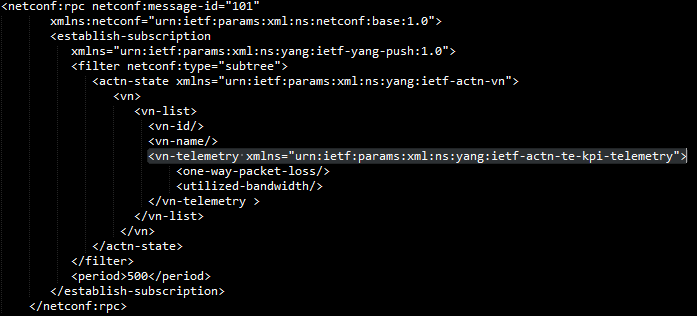 <netconf:rpc netconf:message-id="101"
xmlns:netconf="urn:ietf:params:xml:ns:netconf:base:1.0">
<establish-subscription
xmlns="urn:ietf:params:xml:ns:yang:ietf-yang-push:1.0">
<filter netconf:type="subtree">
<actn-state xmlns="urn:ietf:params:xml:ns:yang:ietf-actn-vn">
<vn>
<vn-list>
<vn-id/>
<vn-name/>
<vn-telemetry xmlns="urn:ietf:params:xml:ns:yang:ietf-actn-te-kpi-telemetry">
<one-way-packet-loss/>
<utilized-bandwidth/>
</vn-telemetry >
</vn-list>
</vn>
</actn-state>
</filter>
<period>500</period>
</establish-subscription>
</netconf:rpc>